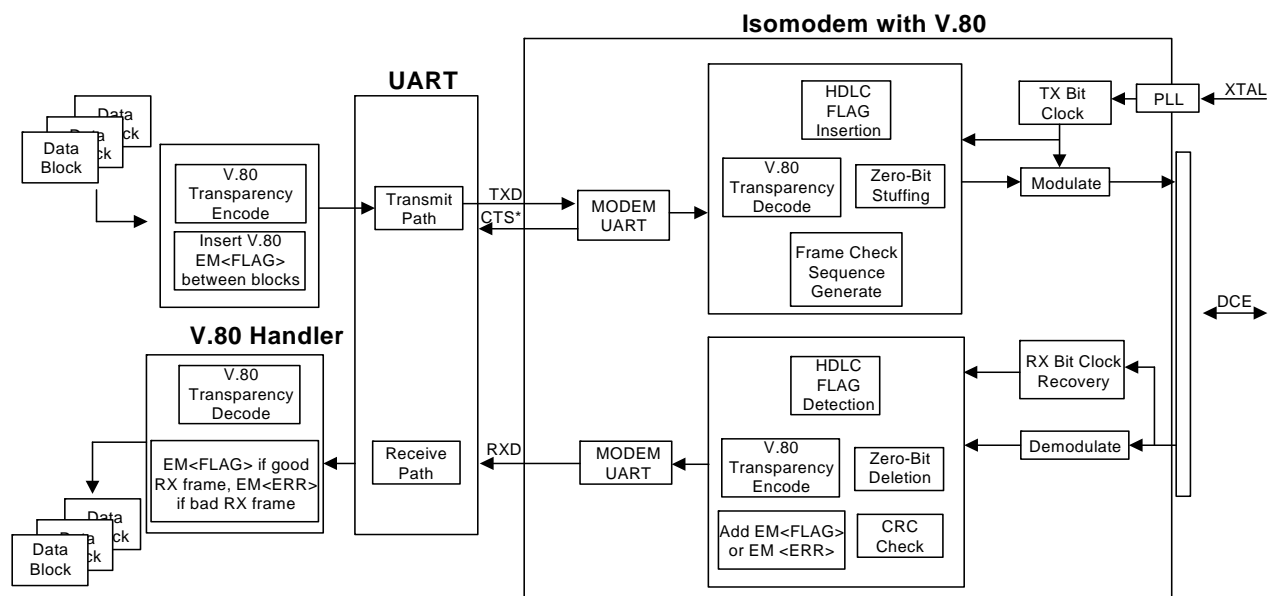 Isomodem with V.80
UART
HDLC
FLAG
Insertion
TX Bit
Clock
PLL
XTAL
Data
Block
Data
Block
Data
Block
V.80
Transparency
Encode
Insert V.80
EM<FLAG>
between blocks
Transmit
Path
TXD
CTS*
MODEM
UART
V.80
Transparency
Decode
Zero-Bit
Stuffing
Modulate
Frame Check
Sequence
Generate
DCE
V.80 Handler
V.80
Transparency
Decode
HDLC
FLAG
Detection
RX Bit Clock
Recovery
EM<FLAG> if good
RX frame, EM<ERR>
if bad RX frame
Receive
Path
RXD
MODEM
UART
V.80
Transparency
Encode
Zero-Bit
Deletion
Demodulate
Add EM<FLAG>
or EM <ERR>
CRC
Check
Data
Block
Data
Block
Data
Block